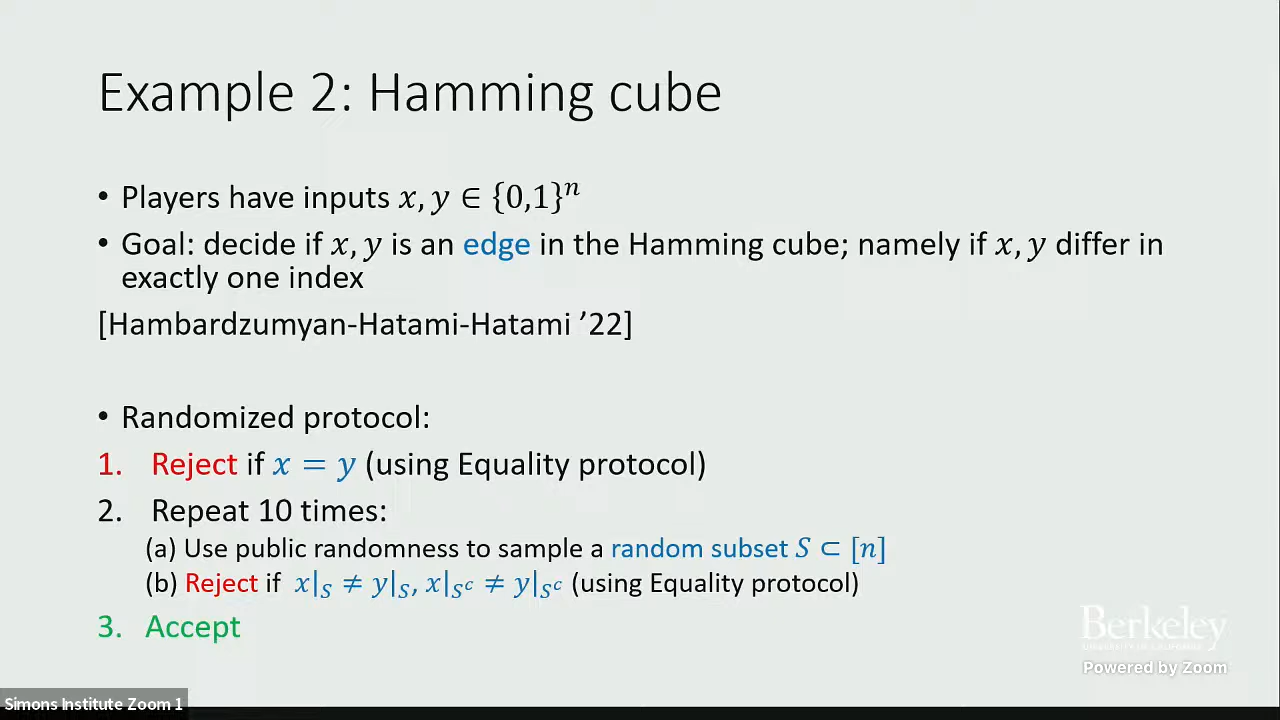 Example 2: Hamming cube
• Players have inputs 𝑥, 𝑦 ∈ {0,1}ⁿ
• Goal: decide if 𝑥, 𝑦 is an edge in the Hamming cube; namely if 𝑥, 𝑦 differ in
exactly one index
[Hambardzumyan-Hatami-Hatami ’22]
• Randomized protocol:
1. Reject if 𝑥 = 𝑦 (using Equality protocol)
2. Repeat 10 times:
(a) Use public randomness to sample a random subset 𝑆 ⊂ [𝑛]
(b) Reject if 𝑥|_𝑆 ≠ 𝑦|_𝑆, 𝑥|_{𝑆^𝑐} ≠ 𝑦|_{𝑆^𝑐} (using Equality protocol)
3. Accept
Berkeley
UNIVERSITY OF CALIFORNIA
Powered by Zoom
Simons Institute Zoom 1